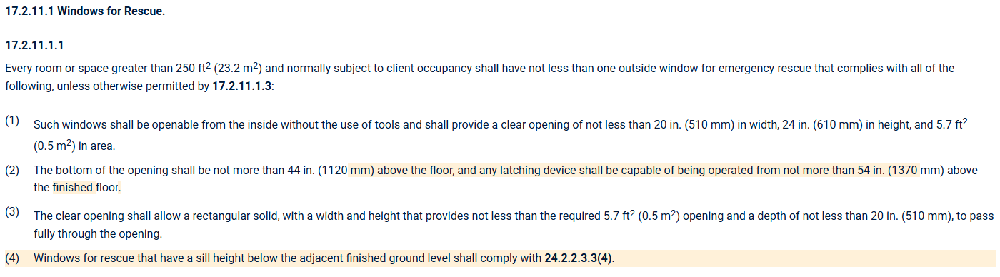 17.2.11.1 Windows for Rescue.
17.2.11.1.1
Every room or space greater than 250 ft2 (23.2 m2) and normally subject to client occupancy shall have not less than one outside window for emergency rescue that complies with all of the
following, unless otherwise permitted by 17.2.11.1.3:
(1) Such windows shall be openable from the inside without the use of tools and shall provide a clear opening of not less than 20 in. (510 mm) in width, 24 in. (610 mm) in height, and 5.7 ft2
(0.5 m2) in area.
(2) The bottom of the opening shall be not more than 44 in. (1120 mm) above the floor, and any latching device shall be capable of being operated from not more than 54 in. (1370 mm) above
the finished floor.
(3) The clear opening shall allow a rectangular solid, with a width and height that provides not less than the required 5.7 ft2 (0.5 m2) opening and a depth of not less than 20 in. (510 mm), to pass
fully through the opening.
(4) Windows for rescue that have a sill height below the adjacent finished ground level shall comply with 24.2.2.3.3(4).